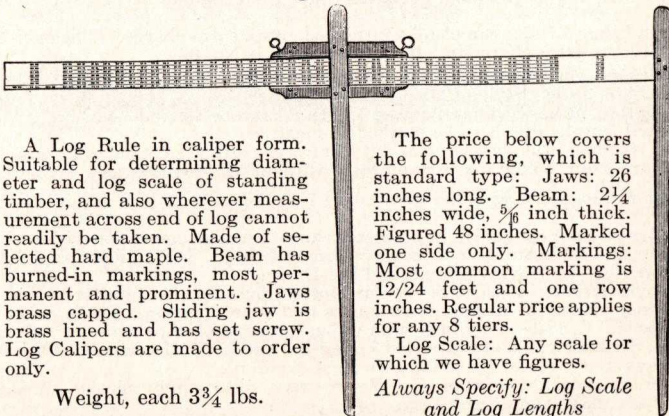 A Log Rule in caliper form.
Suitable for determining diam-
eter and log scale of standing
timber, and also wherever meas-
urement across end of log cannot
readily be taken. Made of se-
lected hard maple. Beam has
burned-in markings, most per-
manent and prominent. Jaws
brass capped. Sliding jaw is
brass lined and has set screw.
Log Calipers are made to order
only.
Weight, each 3¾ lbs.
The price below covers
the following, which is
standard type: Jaws: 26
inches long. Beam: 2¼
inches wide, 5/16 inch thick.
Figured 48 inches. Marked
one side only. Markings:
Most common marking is
12/24 feet and one row
inches. Regular price applies
for any 8 tiers.
Log Scale: Any scale for
which we have figures.
Always Specify: Log Scale
and Log Lengths